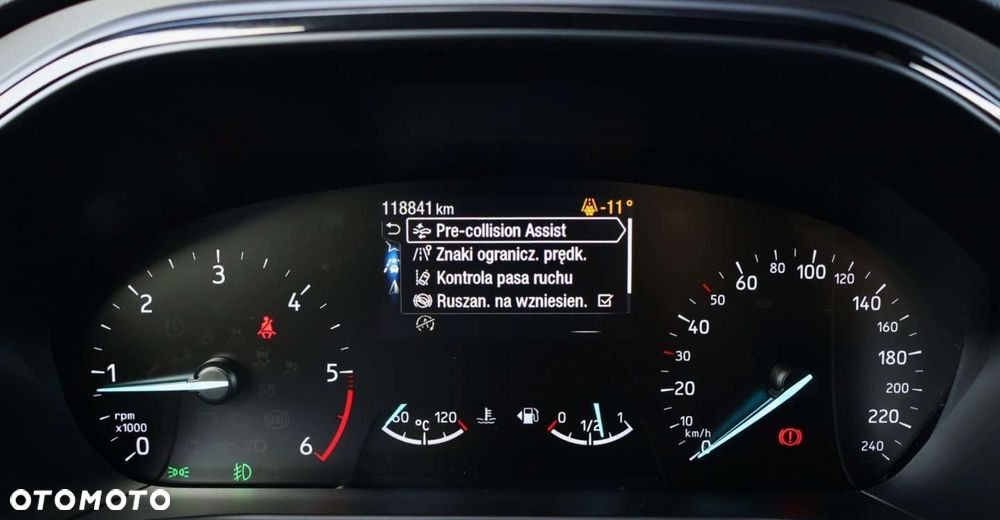 118841 km
-11°
Pre-collision Assist
Znaki ogranicz. prędk.
Kontrola pasa ruchu
Ruszan. na wzniesien.
0
1
2
3
4
5
6
rpm
x1000
60
°C
120
0
1/2
1
0
10
20
30
40
50
60
80
100
120
140
160
180
200
220
240
km/h
OTOMOTO